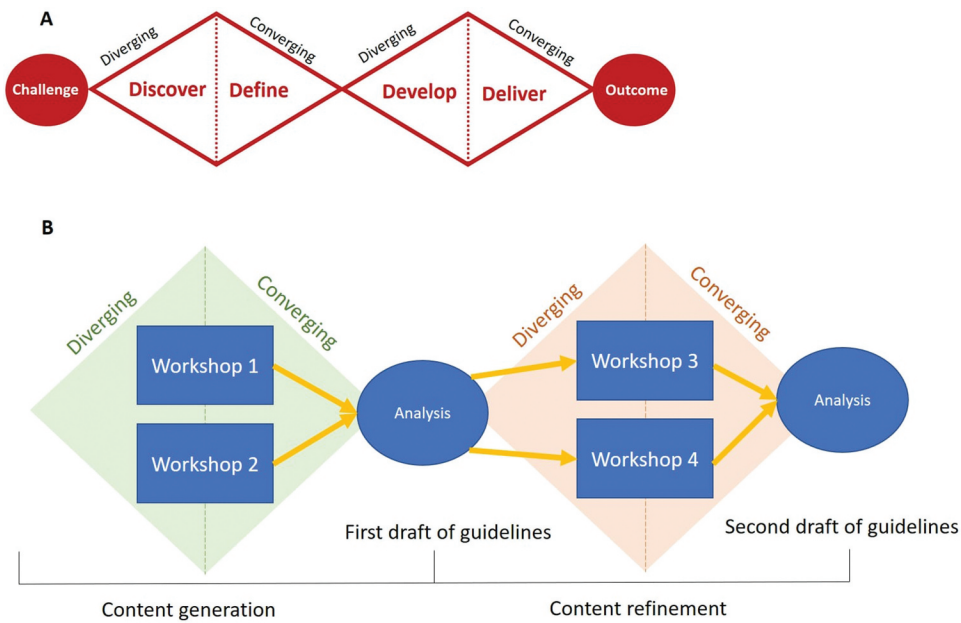 A
Diverging
Converging
Diverging
Converging
Challenge
Discover
Define
Develop
Deliver
Outcome
B
Diverging
Converging
Diverging
Converging
Workshop 1
Workshop 3
Analysis
Analysis
Workshop 2
Workshop 4
First draft of guidelines
Second draft of guidelines
Content generation
Content refinement